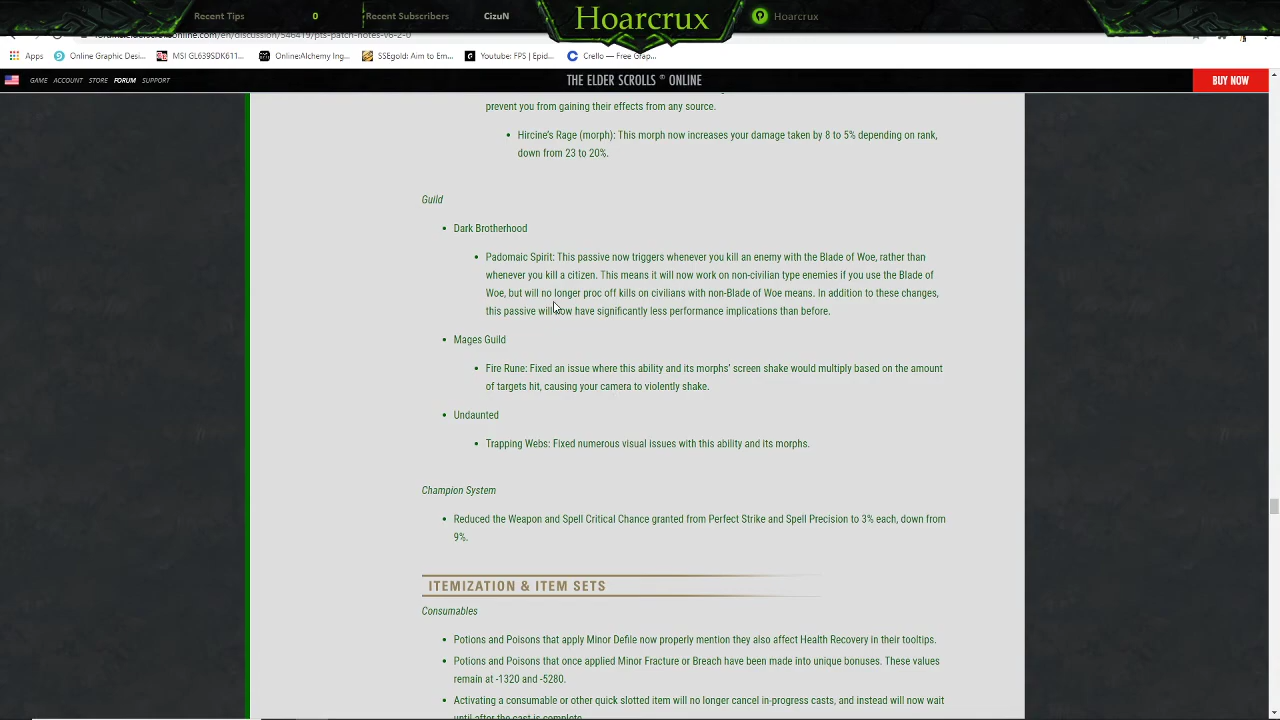 Recent Tips 0 Recent Subscribers CizuN Hoarcrux Hoarcrux
Apps Online Graphic Desi... MSI GL639SDK611... Online:Alchemy Ing... SSEgold: Aim to Em... Youtube: FPS | Epid... Crello — Free Grap...
GAME ACCOUNT STORE FORUM SUPPORT THE ELDER SCROLLS ® ONLINE BUY NOW
prevent you from gaining their effects from any source.
• Hircine's Rage (morph): This morph now increases your damage taken by 8 to 5% depending on rank,
down from 23 to 20%.
Guild
• Dark Brotherhood
• Padomaic Spirit: This passive now triggers whenever you kill an enemy with the Blade of Woe, rather than
whenever you kill a citizen. This means it will now work on non-civilian type enemies if you use the Blade of
Woe, but will no longer proc off kills on civilians with non-Blade of Woe means. In addition to these changes,
this passive will now have significantly less performance implications than before.
• Mages Guild
• Fire Rune: Fixed an issue where this ability and its morphs' screen shake would multiply based on the amount
of targets hit, causing your camera to violently shake.
• Undaunted
• Trapping Webs: Fixed numerous visual issues with this ability and its morphs.
Champion System
• Reduced the Weapon and Spell Critical Chance granted from Perfect Strike and Spell Precision to 3% each, down from
9%.
ITEMIZATION & ITEM SETS
Consumables
• Potions and Poisons that apply Minor Defile now properly mention they also affect Health Recovery in their tooltips.
• Potions and Poisons that once applied Minor Fracture or Breach have been made into unique bonuses. These values
remain at -1320 and -5280.
• Activating a consumable or other quick slotted item will no longer cancel in-progress casts, and instead will now wait
until after the cast is complete.